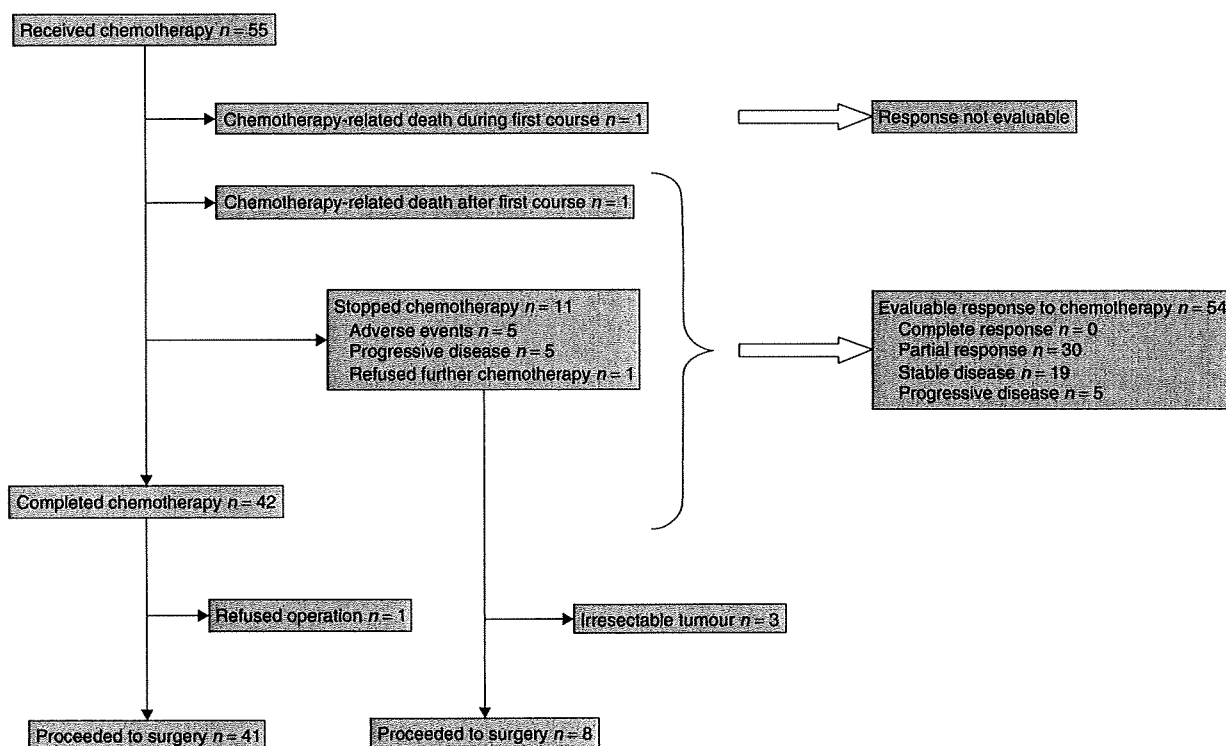 Received chemotherapy n = 55
Chemotherapy-related death during first course n = 1
Response not evaluable
Chemotherapy-related death after first course n = 1
Stopped chemotherapy n = 11
Adverse events n = 5
Progressive disease n = 5
Refused further chemotherapy n = 1
Evaluable response to chemotherapy n = 54
Complete response n = 0
Partial response n = 30
Stable disease n = 19
Progressive disease n = 5
Completed chemotherapy n = 42
Refused operation n = 1
Irresectable tumour n = 3
Proceeded to surgery n = 41
Proceeded to surgery n = 8